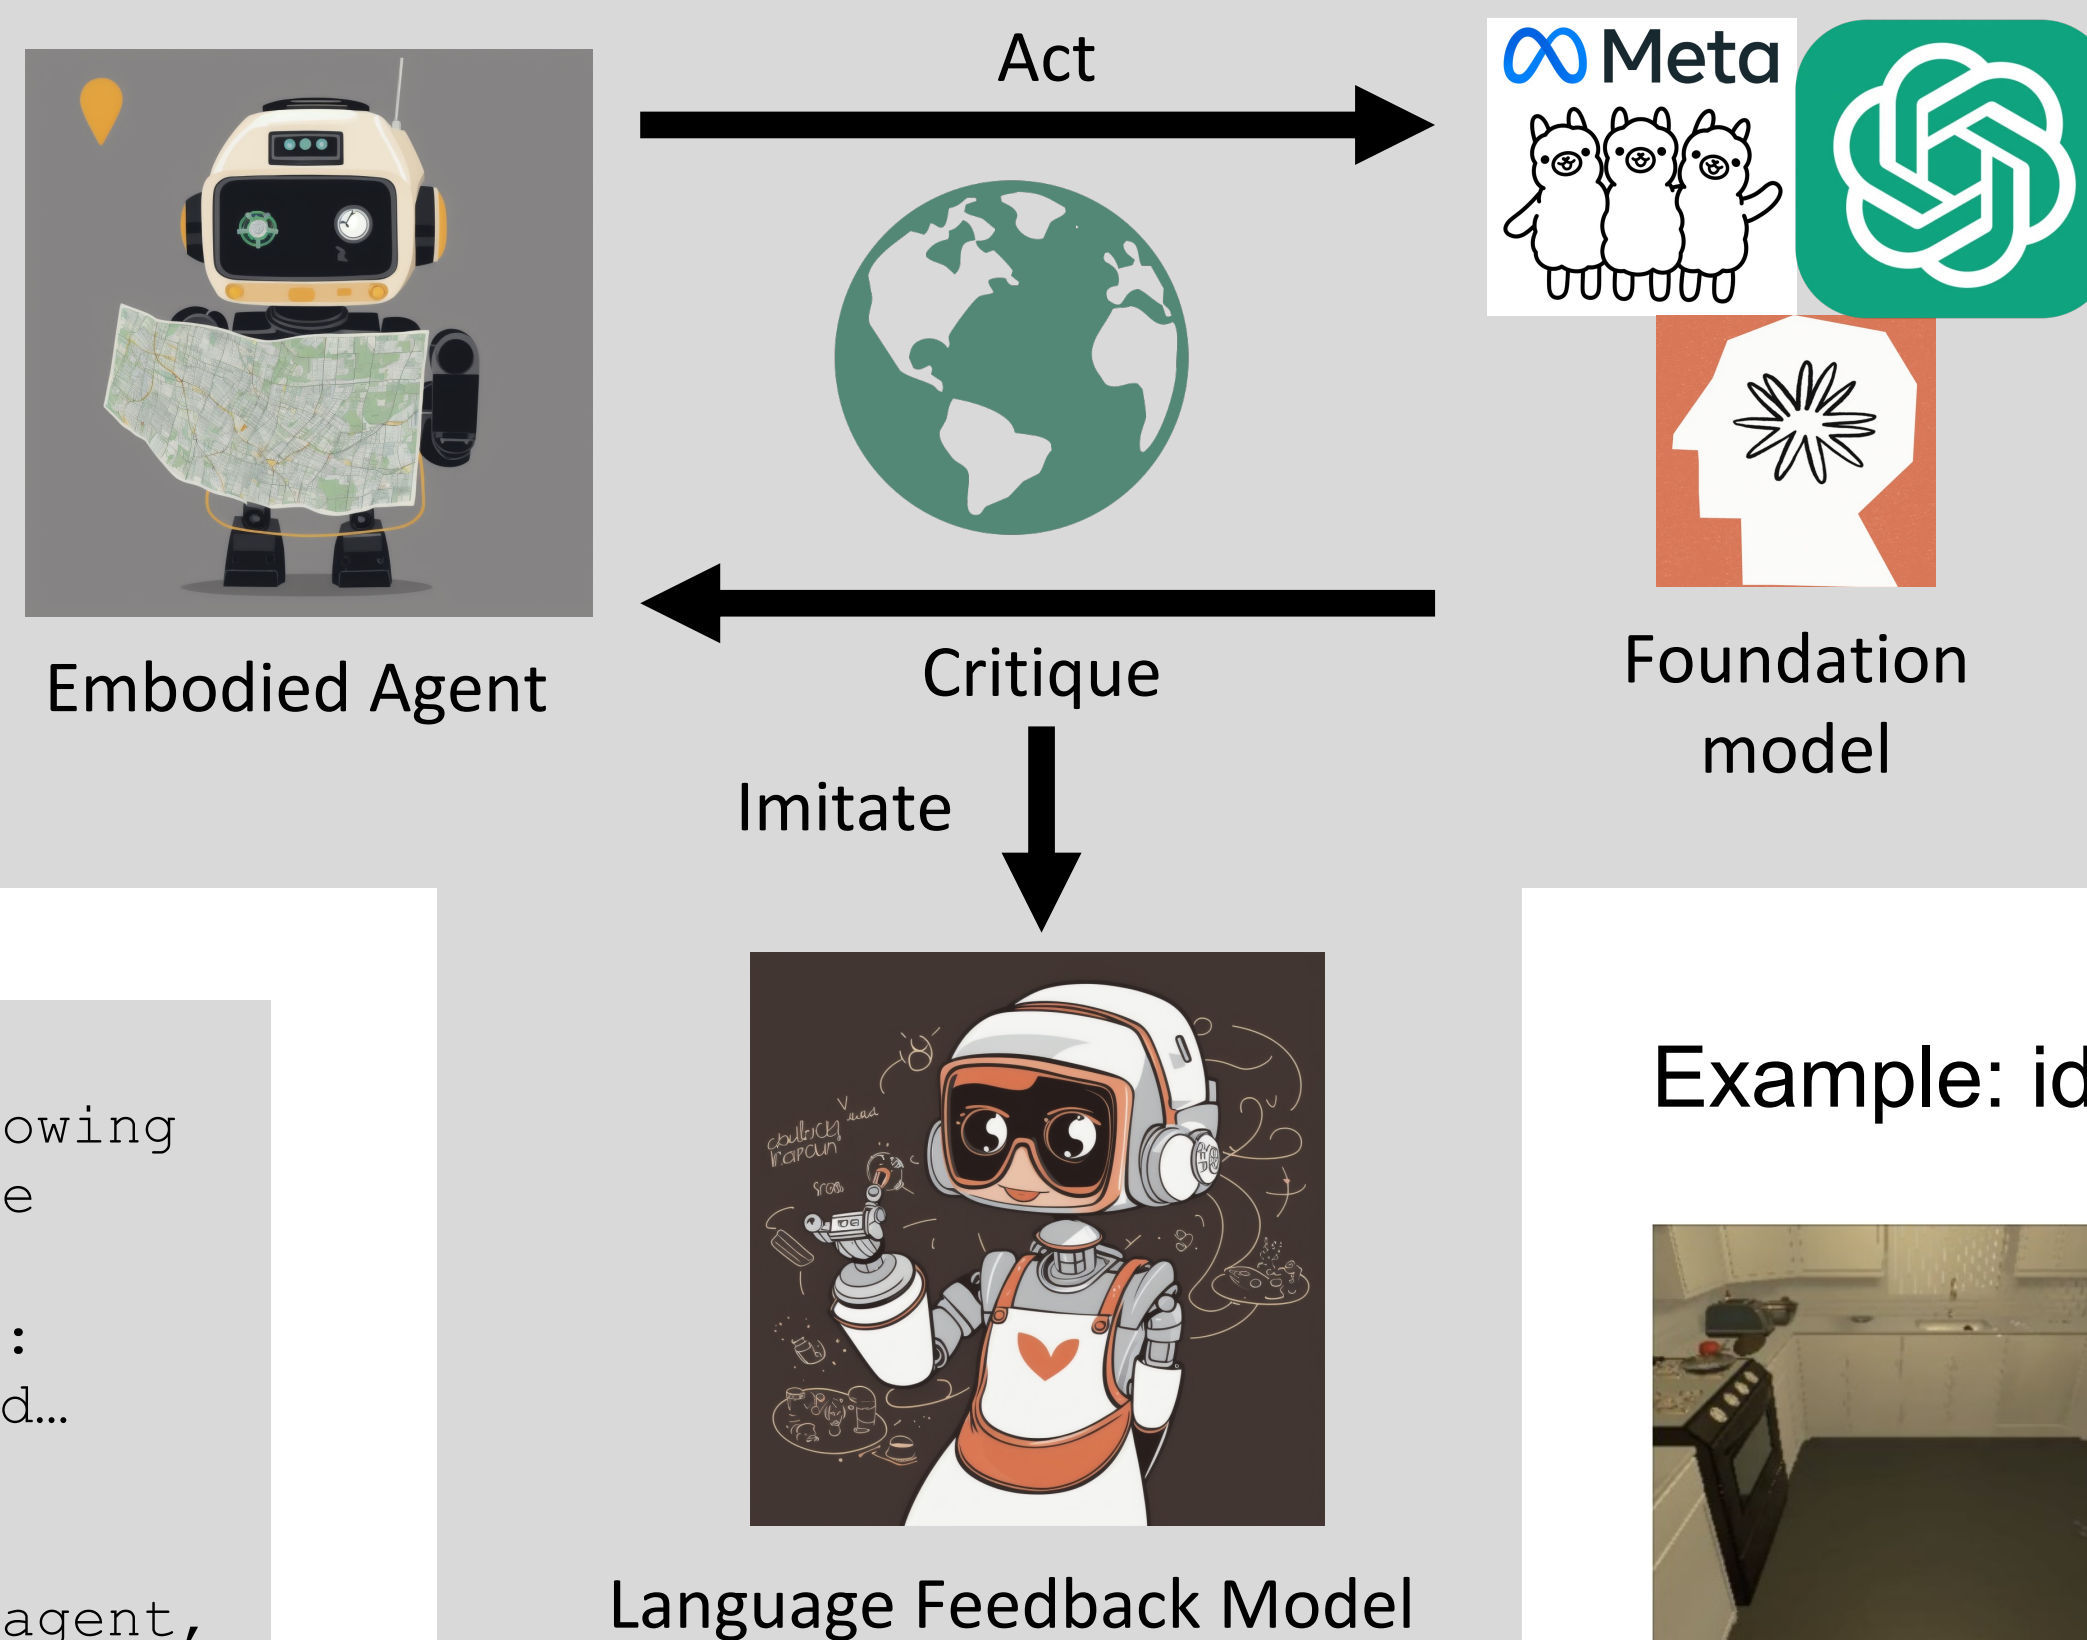 Act
Meta
Embodied Agent
Critique
Foundation
model
Imitate
owing
e
:
d…
agent,
Example: id
Language Feedback Model